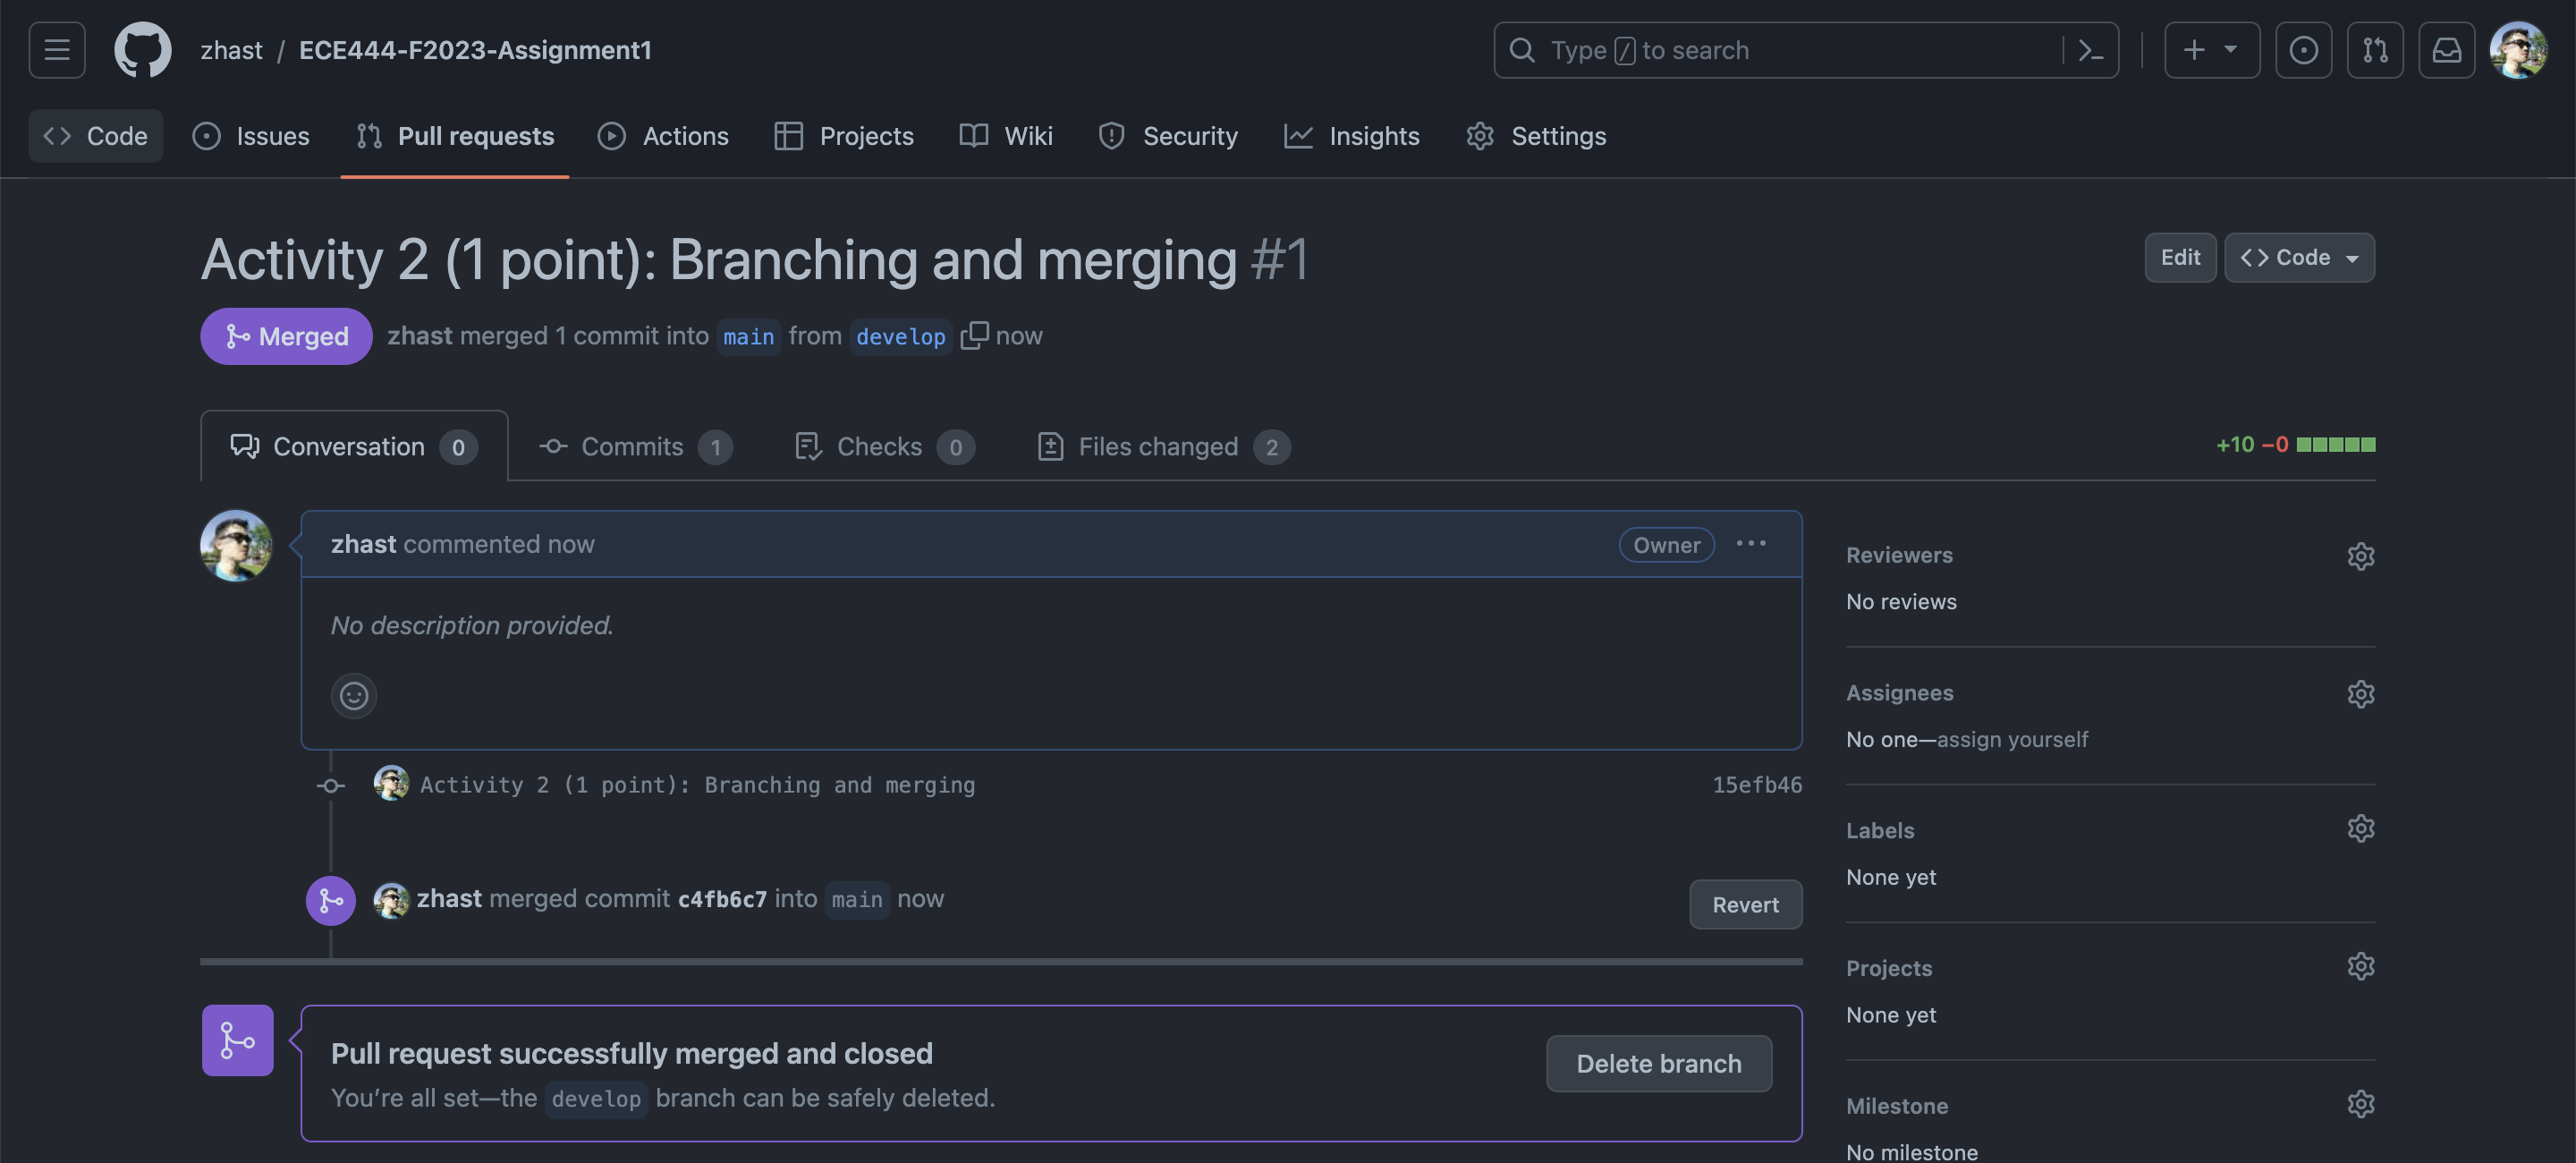 zhast / ECE444-F2023-Assignment1
Type / to search
Code Issues Pull requests Actions Projects Wiki Security Insights Settings
Activity 2 (1 point): Branching and merging #1
Edit
Code
Merged
zhast merged 1 commit into main from develop now
Conversation 0
Commits 1
Checks 0
Files changed 2
+10 −0
zhast commented now
Owner
No description provided.
Activity 2 (1 point): Branching and merging
15efb46
zhast merged commit c4fb6c7 into main now
Revert
Pull request successfully merged and closed
You're all set—the develop branch can be safely deleted.
Delete branch
Reviewers
No reviews
Assignees
No one—assign yourself
Labels
None yet
Projects
None yet
Milestone
No milestone